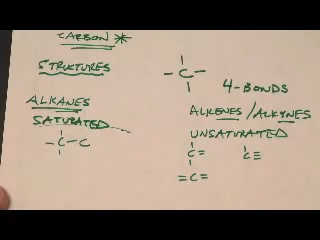 CARBON *
STRUCTURES
ALKANES
SATURATED
-C-C
-C-
4-BONDS
ALKENES/ALKYNES
UNSATURATED
C= C≡
C
=C=